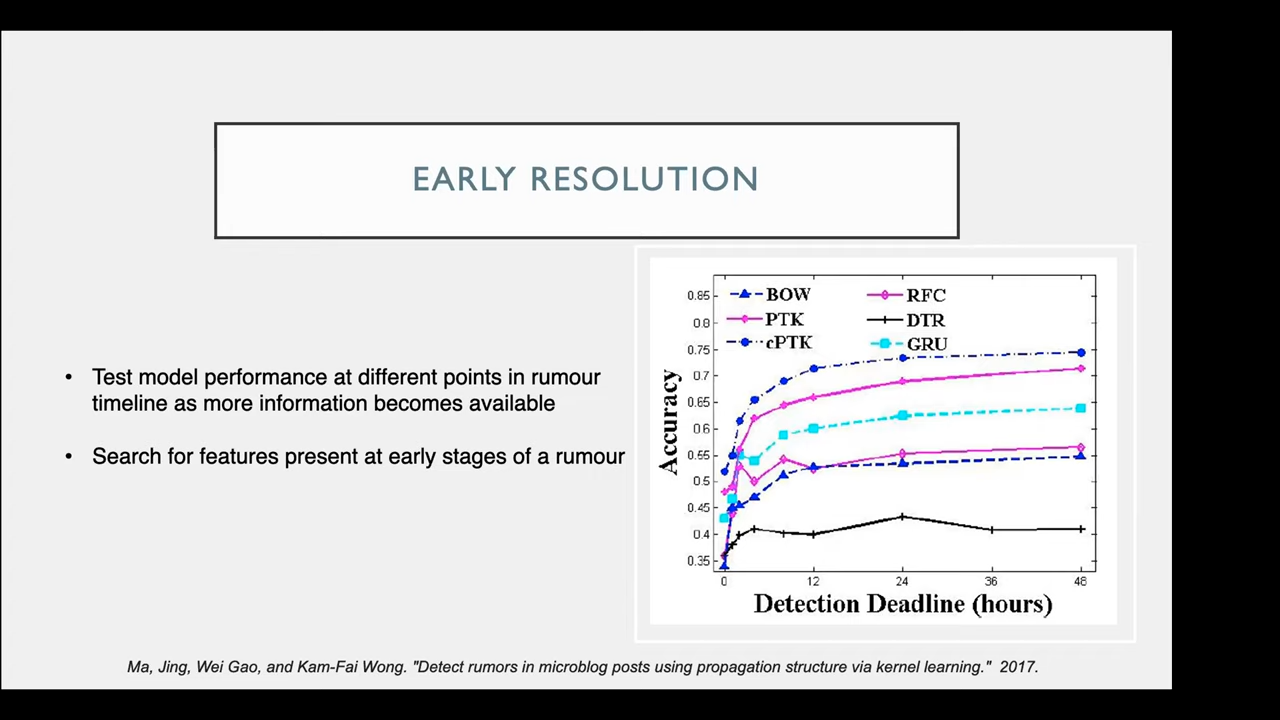 EARLY RESOLUTION
• Test model performance at different points in rumour
timeline as more information becomes available
• Search for features present at early stages of a rumour
BOW
PTK
cPTK
RFC
DTR
GRU
Accuracy
0.85
0.8
0.75
0.7
0.65
0.6
0.55
0.5
0.45
0.4
0.35
0 12 24 36 48
Detection Deadline (hours)
Ma, Jing, Wei Gao, and Kam-Fai Wong. "Detect rumors in microblog posts using propagation structure via kernel learning." 2017.